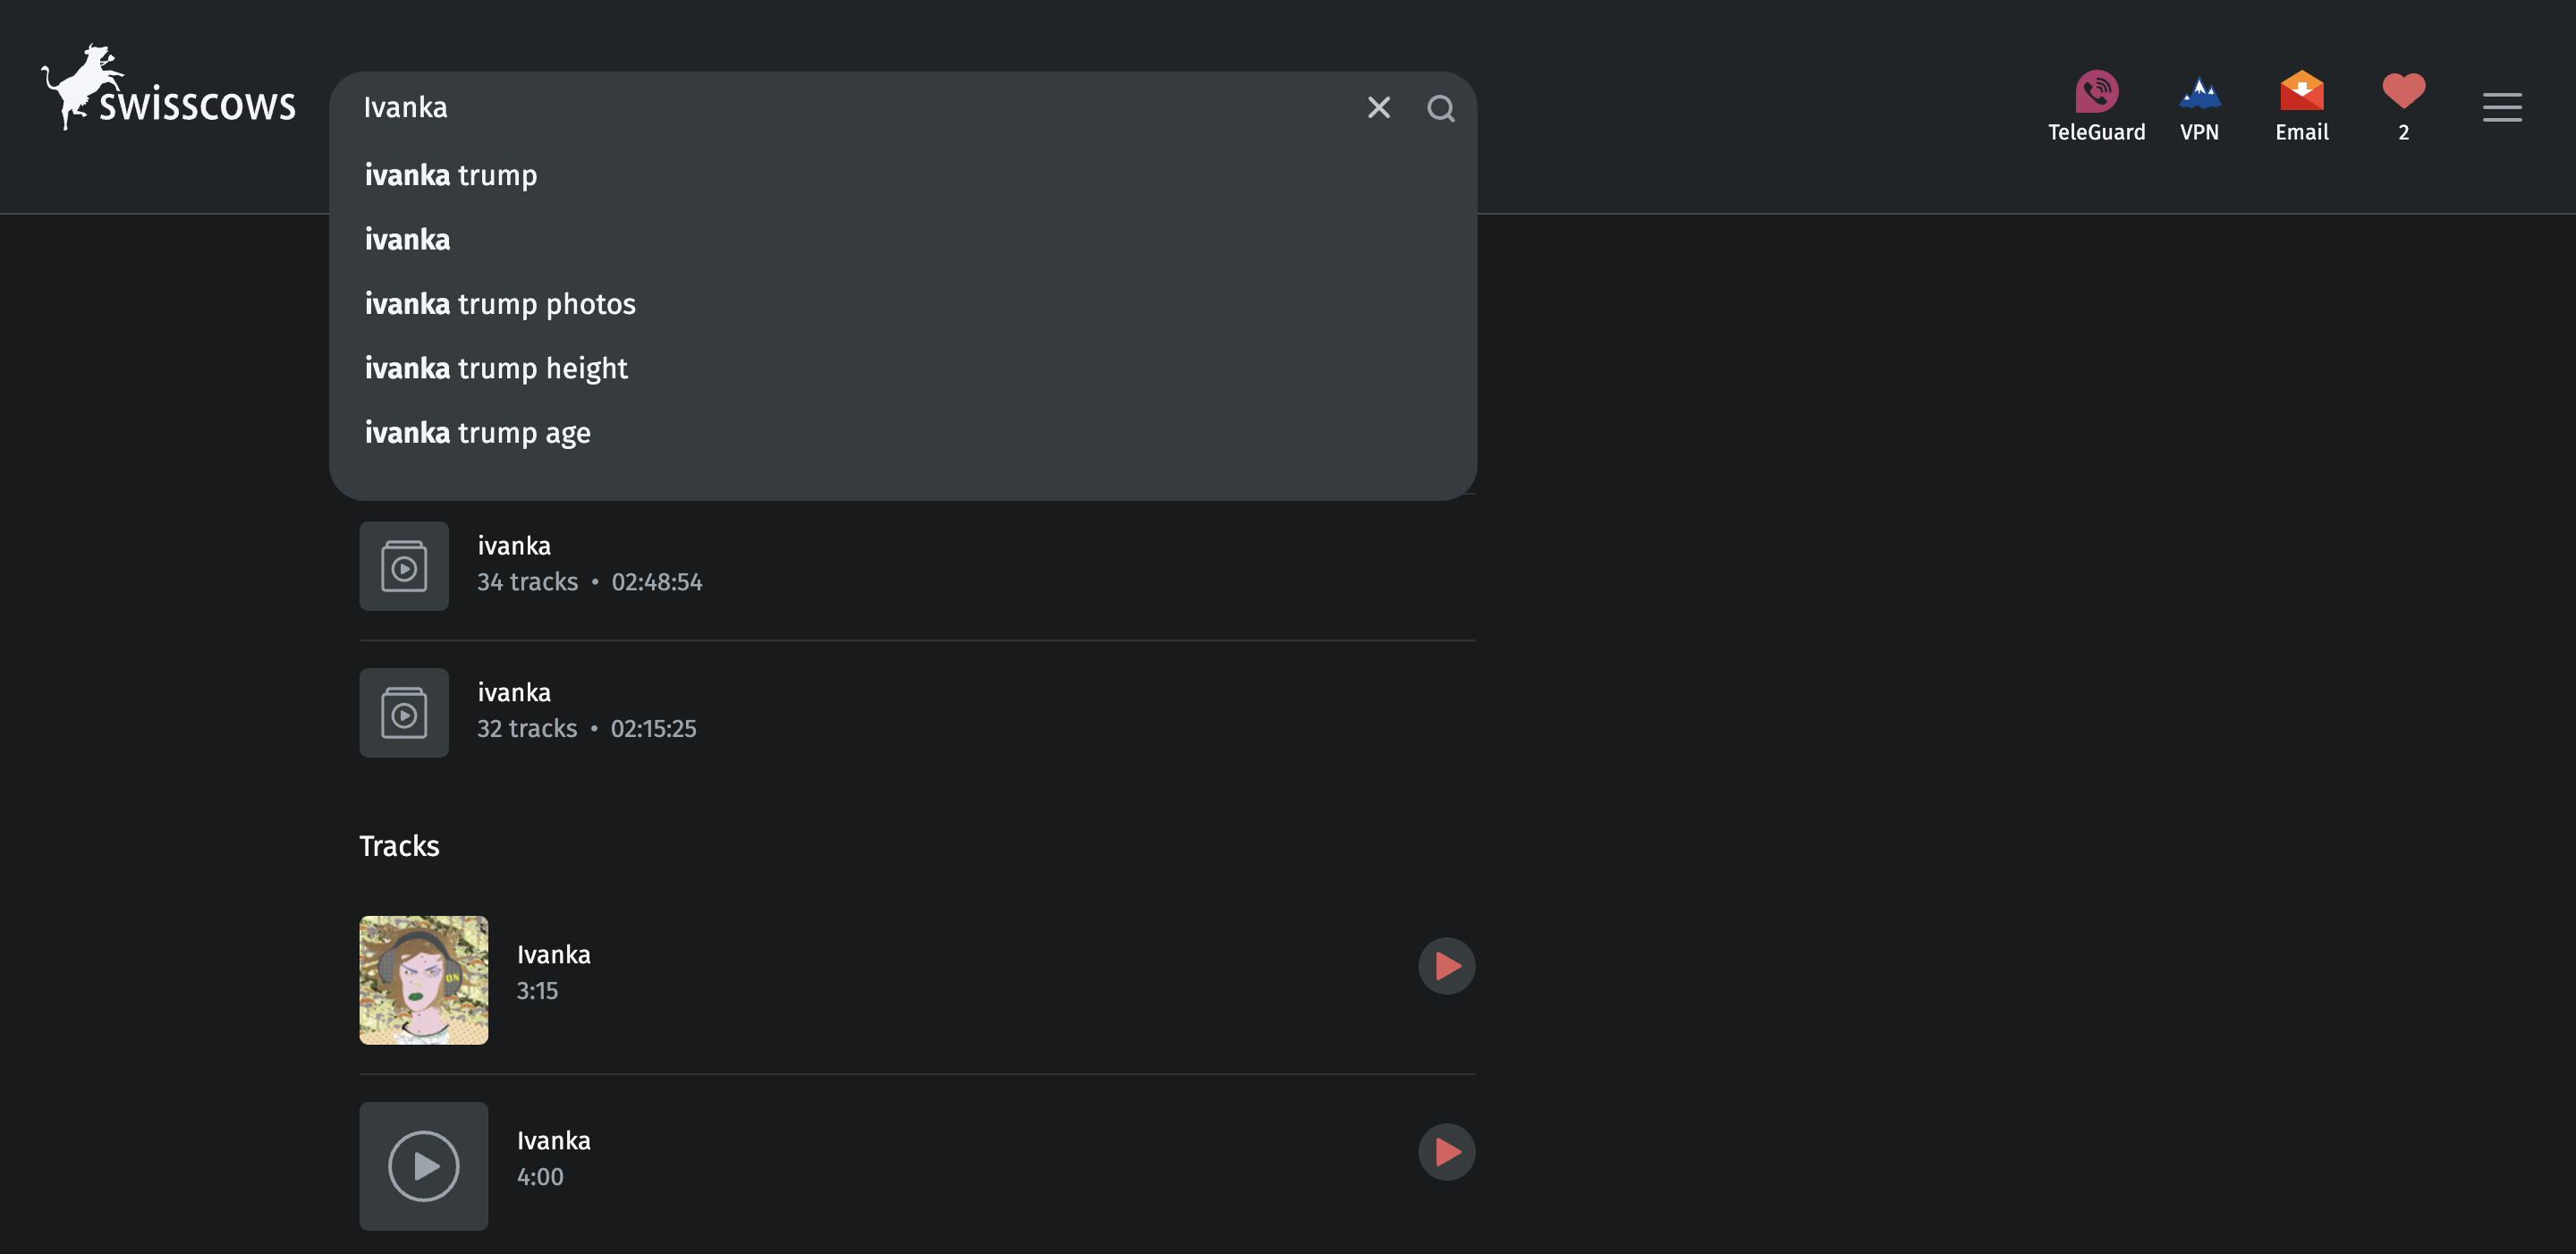 swisscows
Ivanka
TeleGuard
VPN
Email
2
ivanka trump
ivanka
ivanka trump photos
ivanka trump height
ivanka trump age
ivanka
34 tracks • 02:48:54
ivanka
32 tracks • 02:15:25
Tracks
ON
Ivanka
3:15
Ivanka
4:00